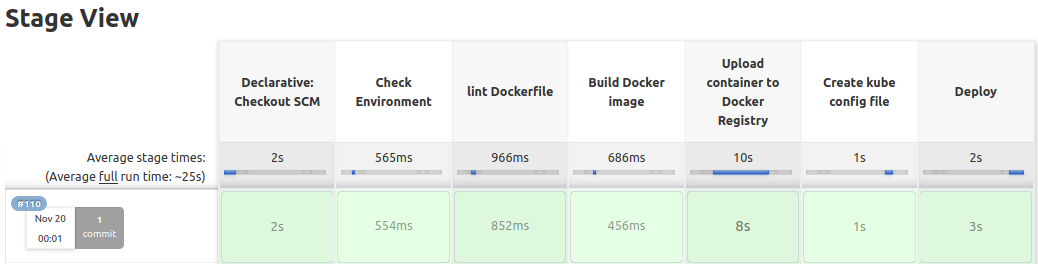 Stage View
Declarative:
Checkout SCM
Check
Environment
lint Dockerfile
Build Docker
image
Upload
container to
Docker
Registry
Create kube
config file
Deploy
Average stage times:
(Average full run time: ~25s)
2s
565ms
966ms
686ms
10s
1s
2s
#110
Nov 20
00:01
1
commit
2s
554ms
852ms
456ms
8s
1s
3s